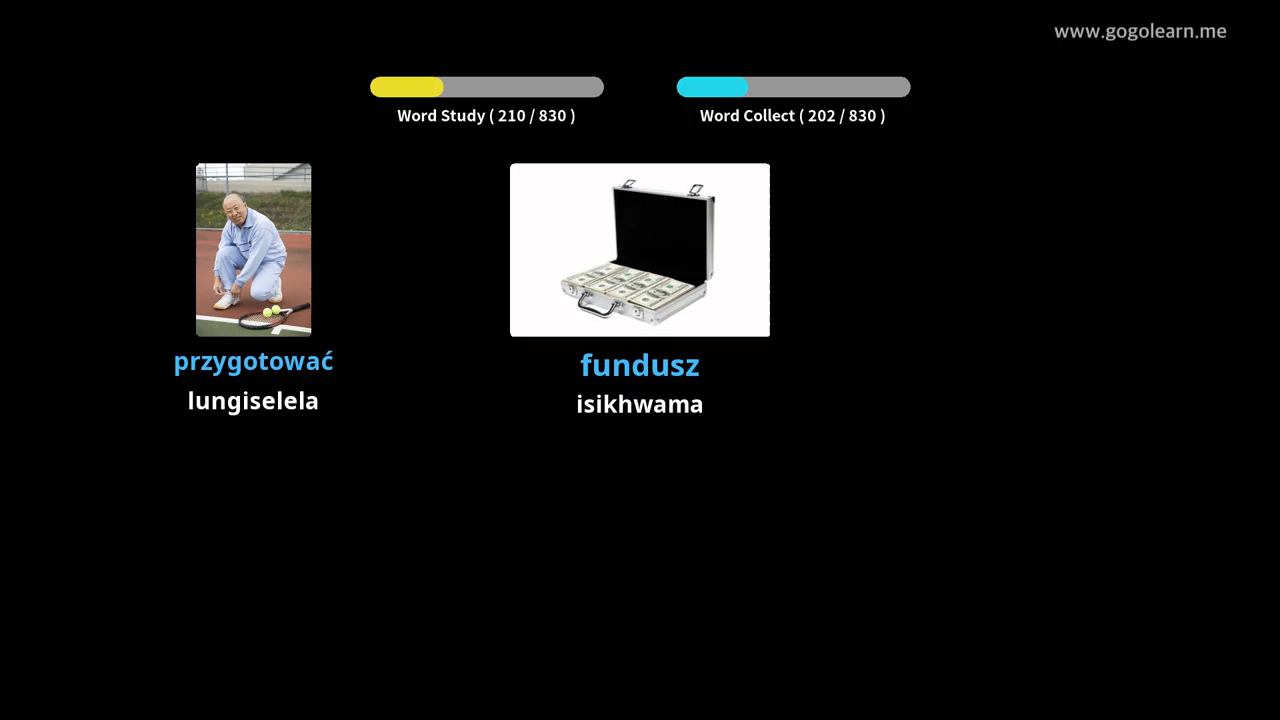 www.gogolearn.me
Word Study ( 210 / 830 )
Word Collect ( 202 / 830 )
przygotować
lungiselela
fundusz
isikhwama